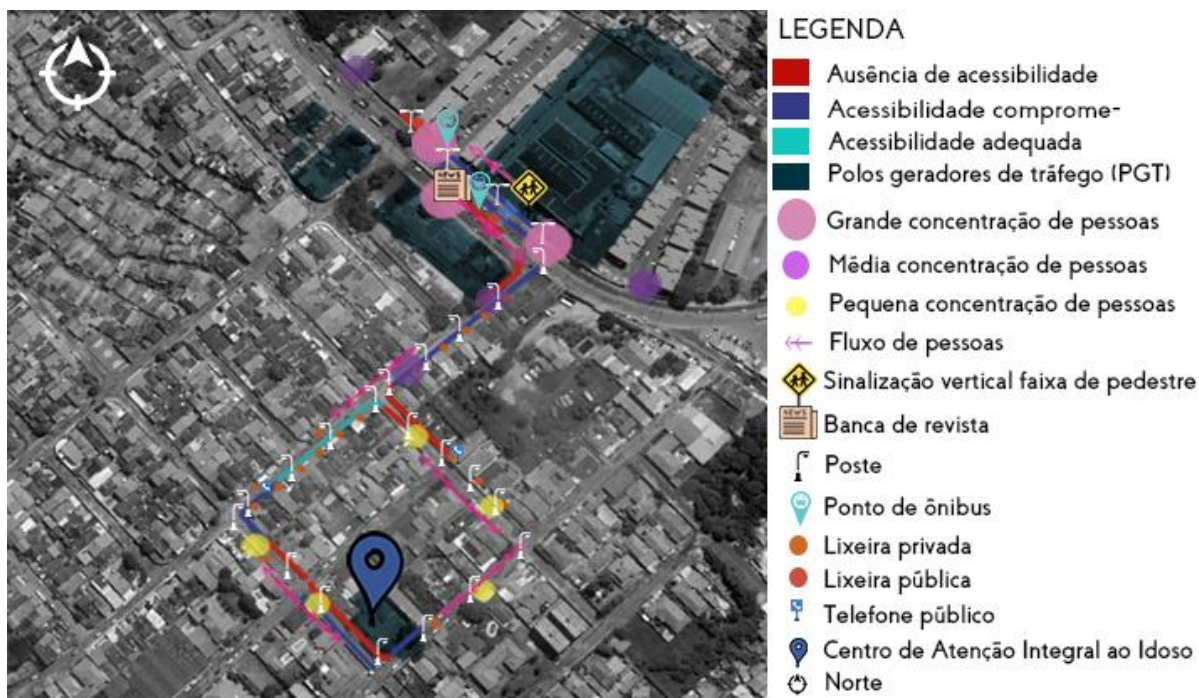 LEGENDA
Ausência de acessibilidade
Acessibilidade comprome-
Acessibilidade adequada
Polos geradores de tráfego (PGT)
Grande concentração de pessoas
Média concentração de pessoas
Pequena concentração de pessoas
Fluxo de pessoas
Sinalização vertical faixa de pedestre
NEWS
Banca de revista
Poste
Ponto de ônibus
Lixeira privada
Lixeira pública
Telefone público
Centro de Atenção Integral ao Idoso
Norte
NEWS